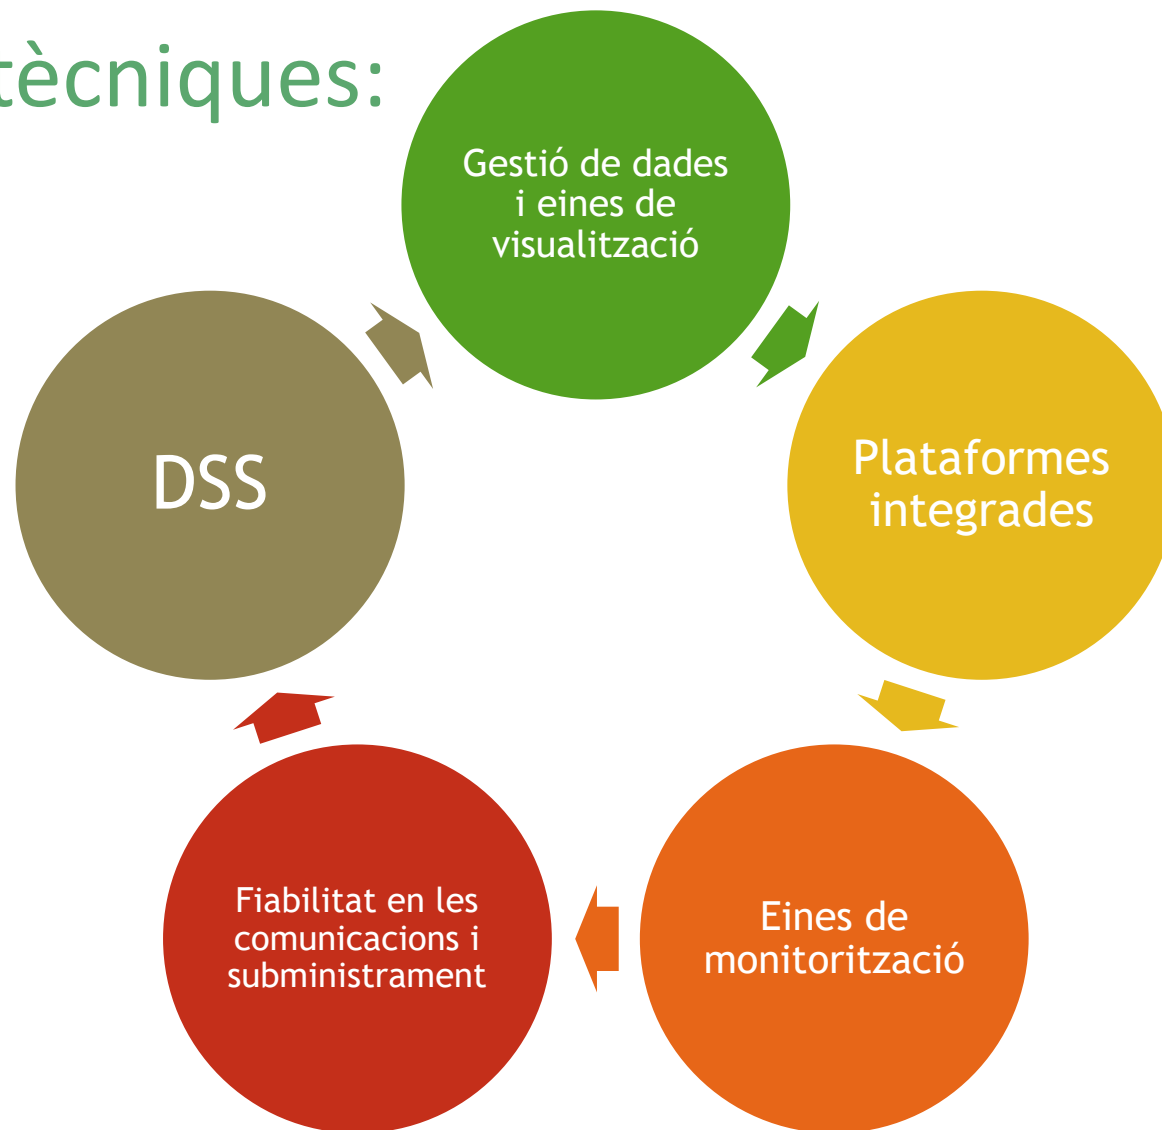 tècniques:
Gestió de dades
i eines de
visualització
Plataformes
integrades
Eines de
monitorització
Fiabilitat en les
comunicacions i
subministrament
DSS